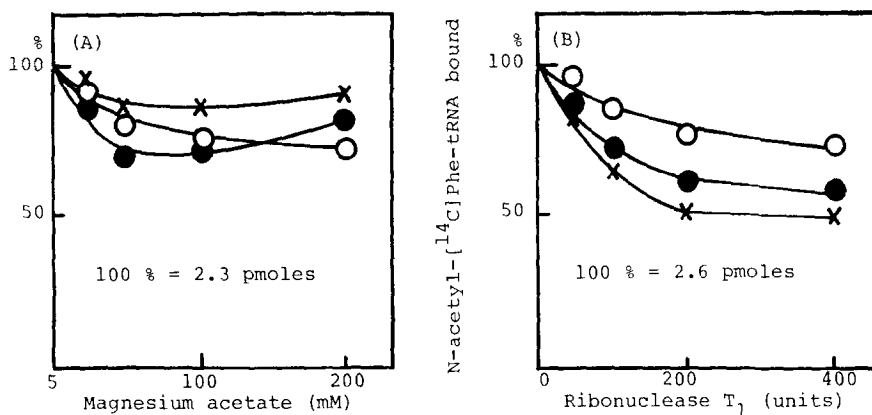 (A)
%
100
50
100 % = 2.3 pmoles
5
100
200
Magnesium acetate (mM)
N-acetyl-[14C]Phe-tRNA bound
(B)
%
100
50
100 % = 2.6 pmoles
0
200
400
Ribonuclease T1 (units)